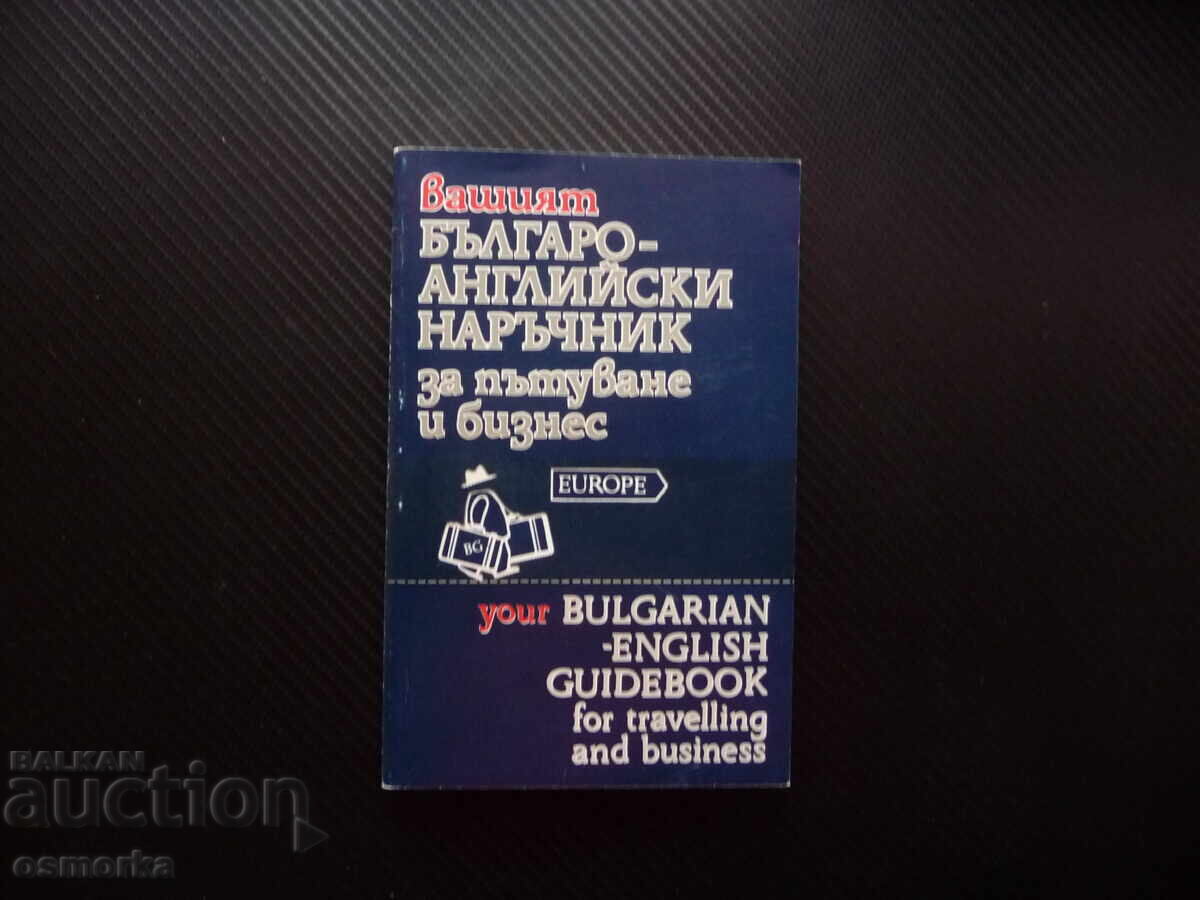 вашият
БЪЛГАРО-
АНГЛИЙСКИ
НАРЪЧНИК
за пътуване
и бизнес
EUROPE
BG
your BULGARIAN
-ENGLISH
GUIDEBOOK
for travelling
and business
BALKAN
auction
osmorka